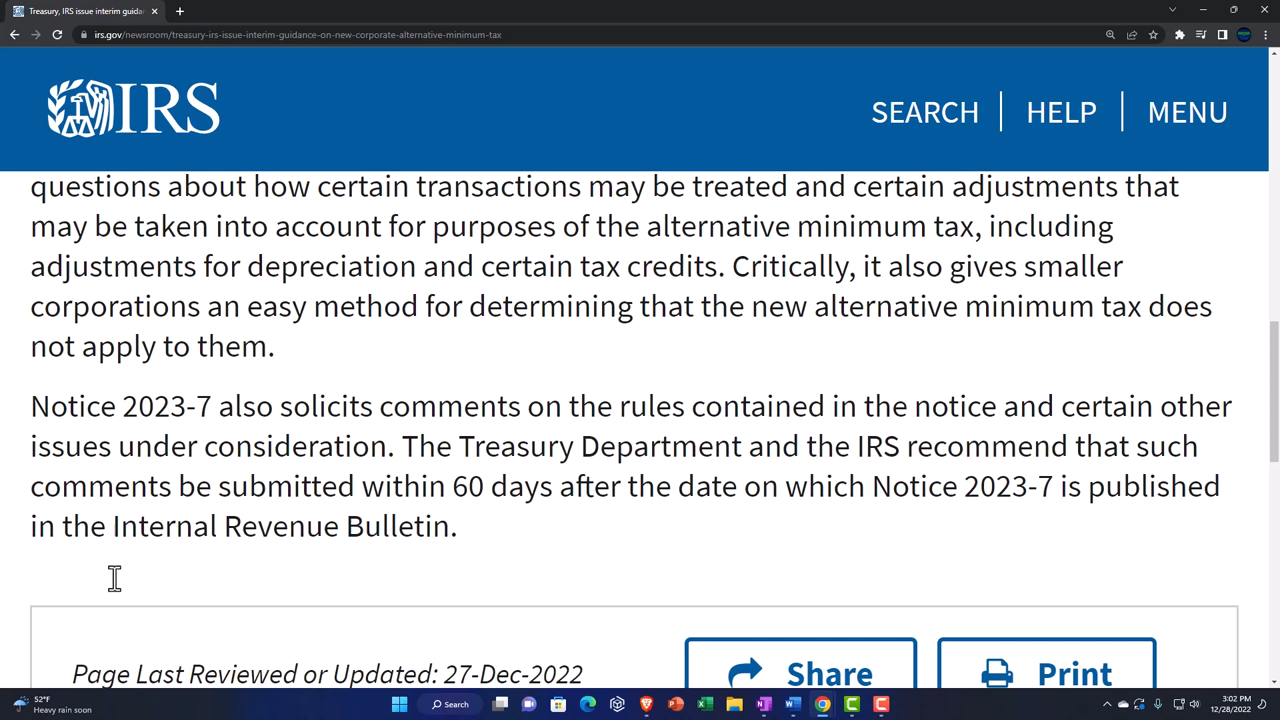 Treasury, IRS issue interim guida
irs.gov/newsroom/treasury-irs-issue-interim-guidance-on-new-corporate-alternative-minimum-tax
IRS
SEARCH
HELP
MENU
questions about how certain transactions may be treated and certain adjustments that
may be taken into account for purposes of the alternative minimum tax, including
adjustments for depreciation and certain tax credits. Critically, it also gives smaller
corporations an easy method for determining that the new alternative minimum tax does
not apply to them.
Notice 2023-7 also solicits comments on the rules contained in the notice and certain other
issues under consideration. The Treasury Department and the IRS recommend that such
comments be submitted within 60 days after the date on which Notice 2023-7 is published
in the Internal Revenue Bulletin.
Page Last Reviewed or Updated: 27-Dec-2022
Share
Print
52°F
Heavy rain soon
Search
3:02 PM
12/28/2022